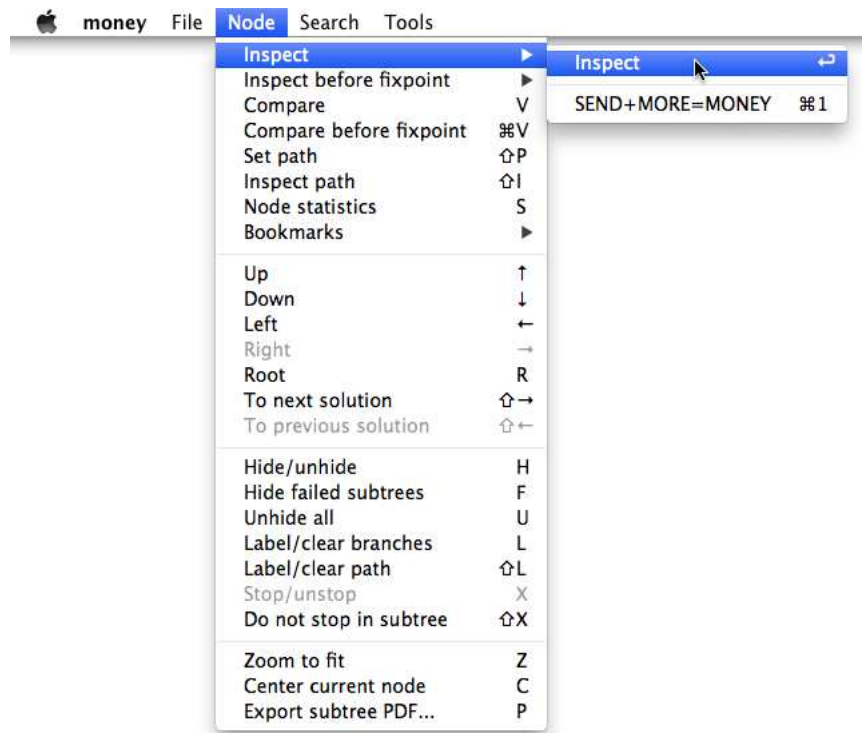 money File Node Search Tools
Inspect ▶
Inspect ↩
Inspect before fixpoint ▶
Compare V
SEND+MORE=MONEY ⌘1
Compare before fixpoint ⌘V
Set path ⇧P
Inspect path ⇧I
Node statistics S
Bookmarks ▶
Up ↑
Down ↓
Left ←
Right →
Root R
To next solution ⇧→
To previous solution ⇧←
Hide/unhide H
Hide failed subtrees F
Unhide all U
Label/clear branches L
Label/clear path ⇧L
Stop/unstop X
Do not stop in subtree ⇧X
Zoom to fit Z
Center current node C
Export subtree PDF... P